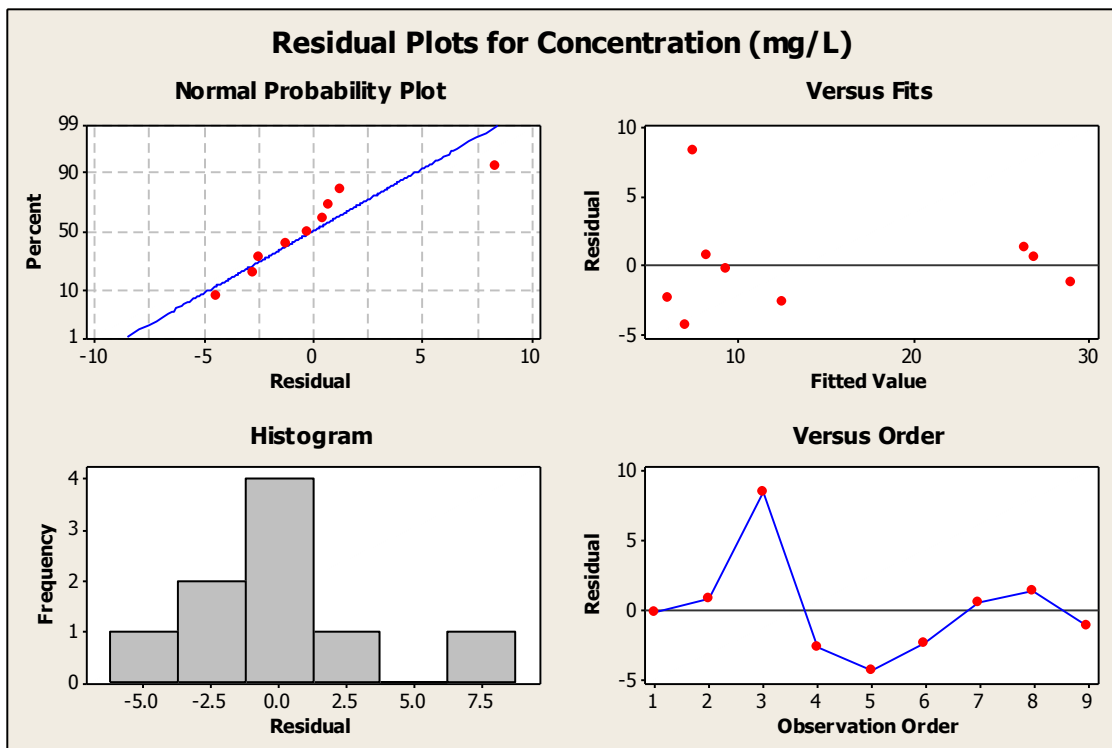 Residual Plots for Concentration (mg/L)
Normal Probability Plot
99
90
50
10
1
Percent
-10 -5 0 5 10
Residual
Versus Fits
10
5
0
-5
Residual
10 20 30
Fitted Value
Histogram
4
3
2
1
0
Frequency
-5.0 -2.5 0.0 2.5 5.0 7.5
Residual
Versus Order
10
5
0
-5
Residual
1 2 3 4 5 6 7 8 9
Observation Order